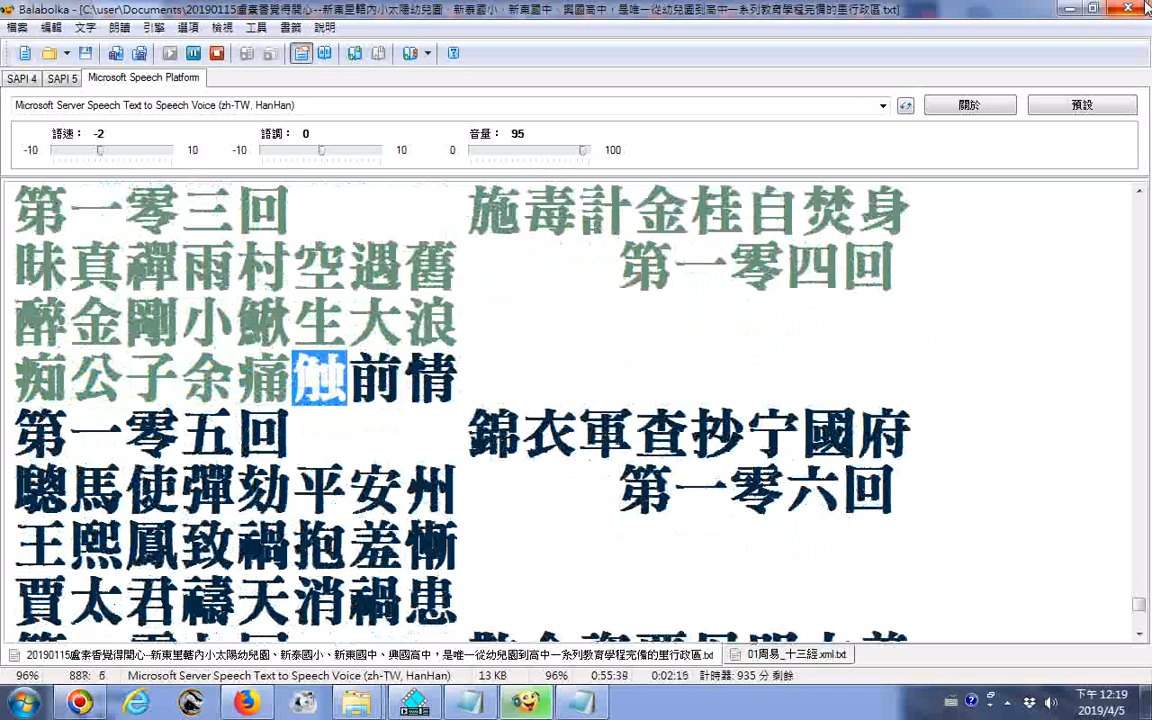 Balabolka - [C:\user\Documents\20190115盧素香覺得開心--新東里轄內小太陽幼兒園、新泰國小、新東國中、興國高中，是唯一從幼兒園到高中一系列教育學程完備的里行政區.txt]
檔案 編輯 文字 朗讀 引擎 選項 檢視 工具 書籤 說明
SAPI 4 SAPI 5 Microsoft Speech Platform
Microsoft Server Speech Text to Speech Voice (zh-TW, HanHan) 關於 預設
語速： -2 語調： 0 音量： 95
-10 10 -10 10 0 100
第一零三回 施毒計金桂自焚身
昧真禪雨村空遇舊 第一零四回
醉金剛小鰍生大浪
痴公子余痛触前情
第一零五回 錦衣軍查抄宁國府
驄馬使彈劾平安州 第一零六回
王熙鳳致禍抱羞慚
賈太君禱天消禍患
20190115盧素香覺得開心--新東里轄內小太陽幼兒園、新泰國小、新東國中、興國高中，是唯一從幼兒園到高中一系列教育學程完備的里行政區.txt 01周易_十三經.xml.txt
96% 88: 6 Microsoft Server Speech Text to Speech Voice (zh-TW, HanHan) 13 KB 96% 0:55:38 0:02:16 計時器: 935 分 剩餘
下午 12:19
2019/4/5